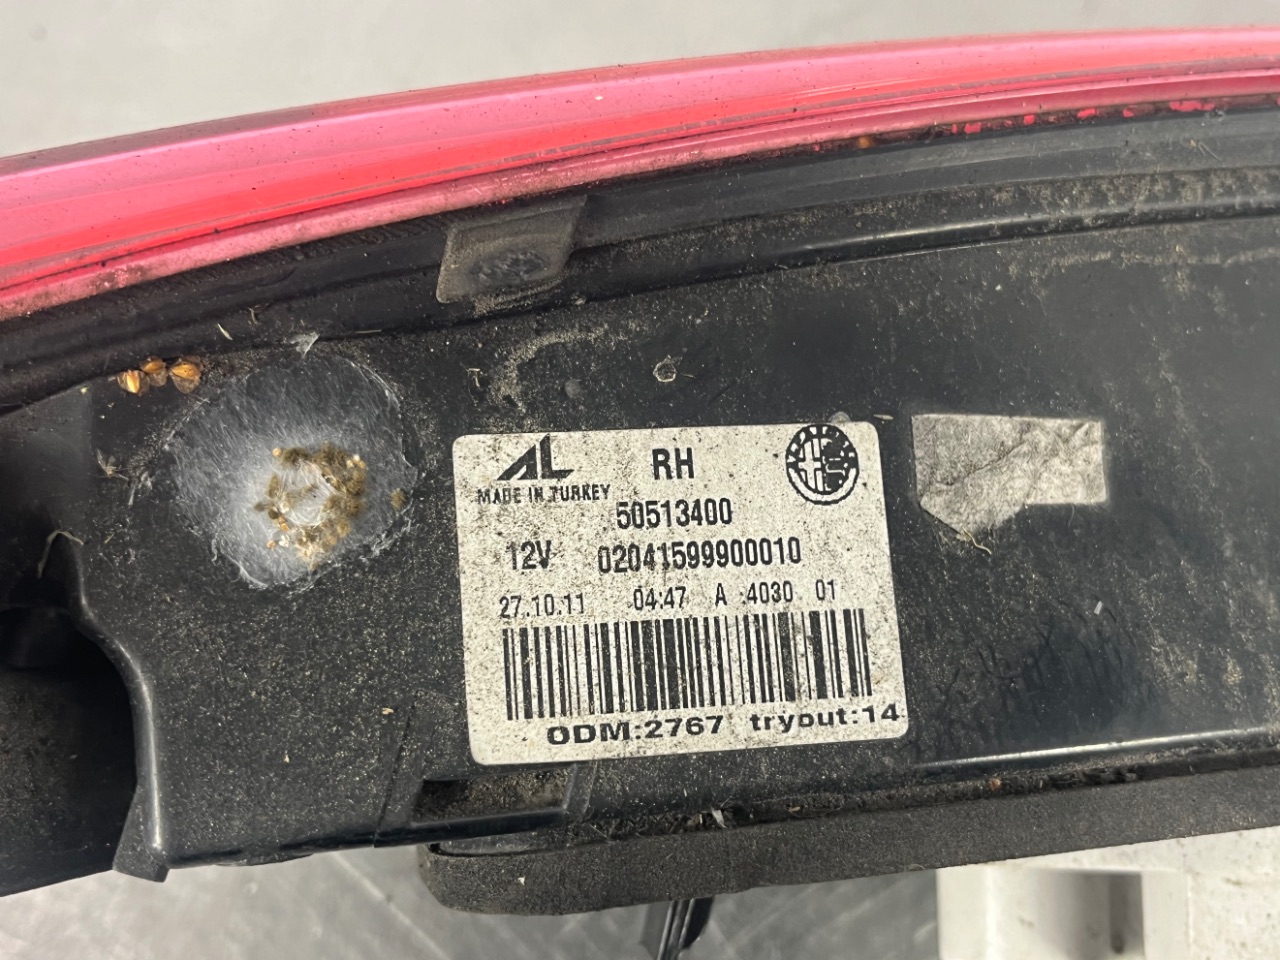 AL RH
MADE IN TURKEY
50513400
12V 02041599900010
27.10.11 04:47 A 4030 01
ODM:2767 tryout:14